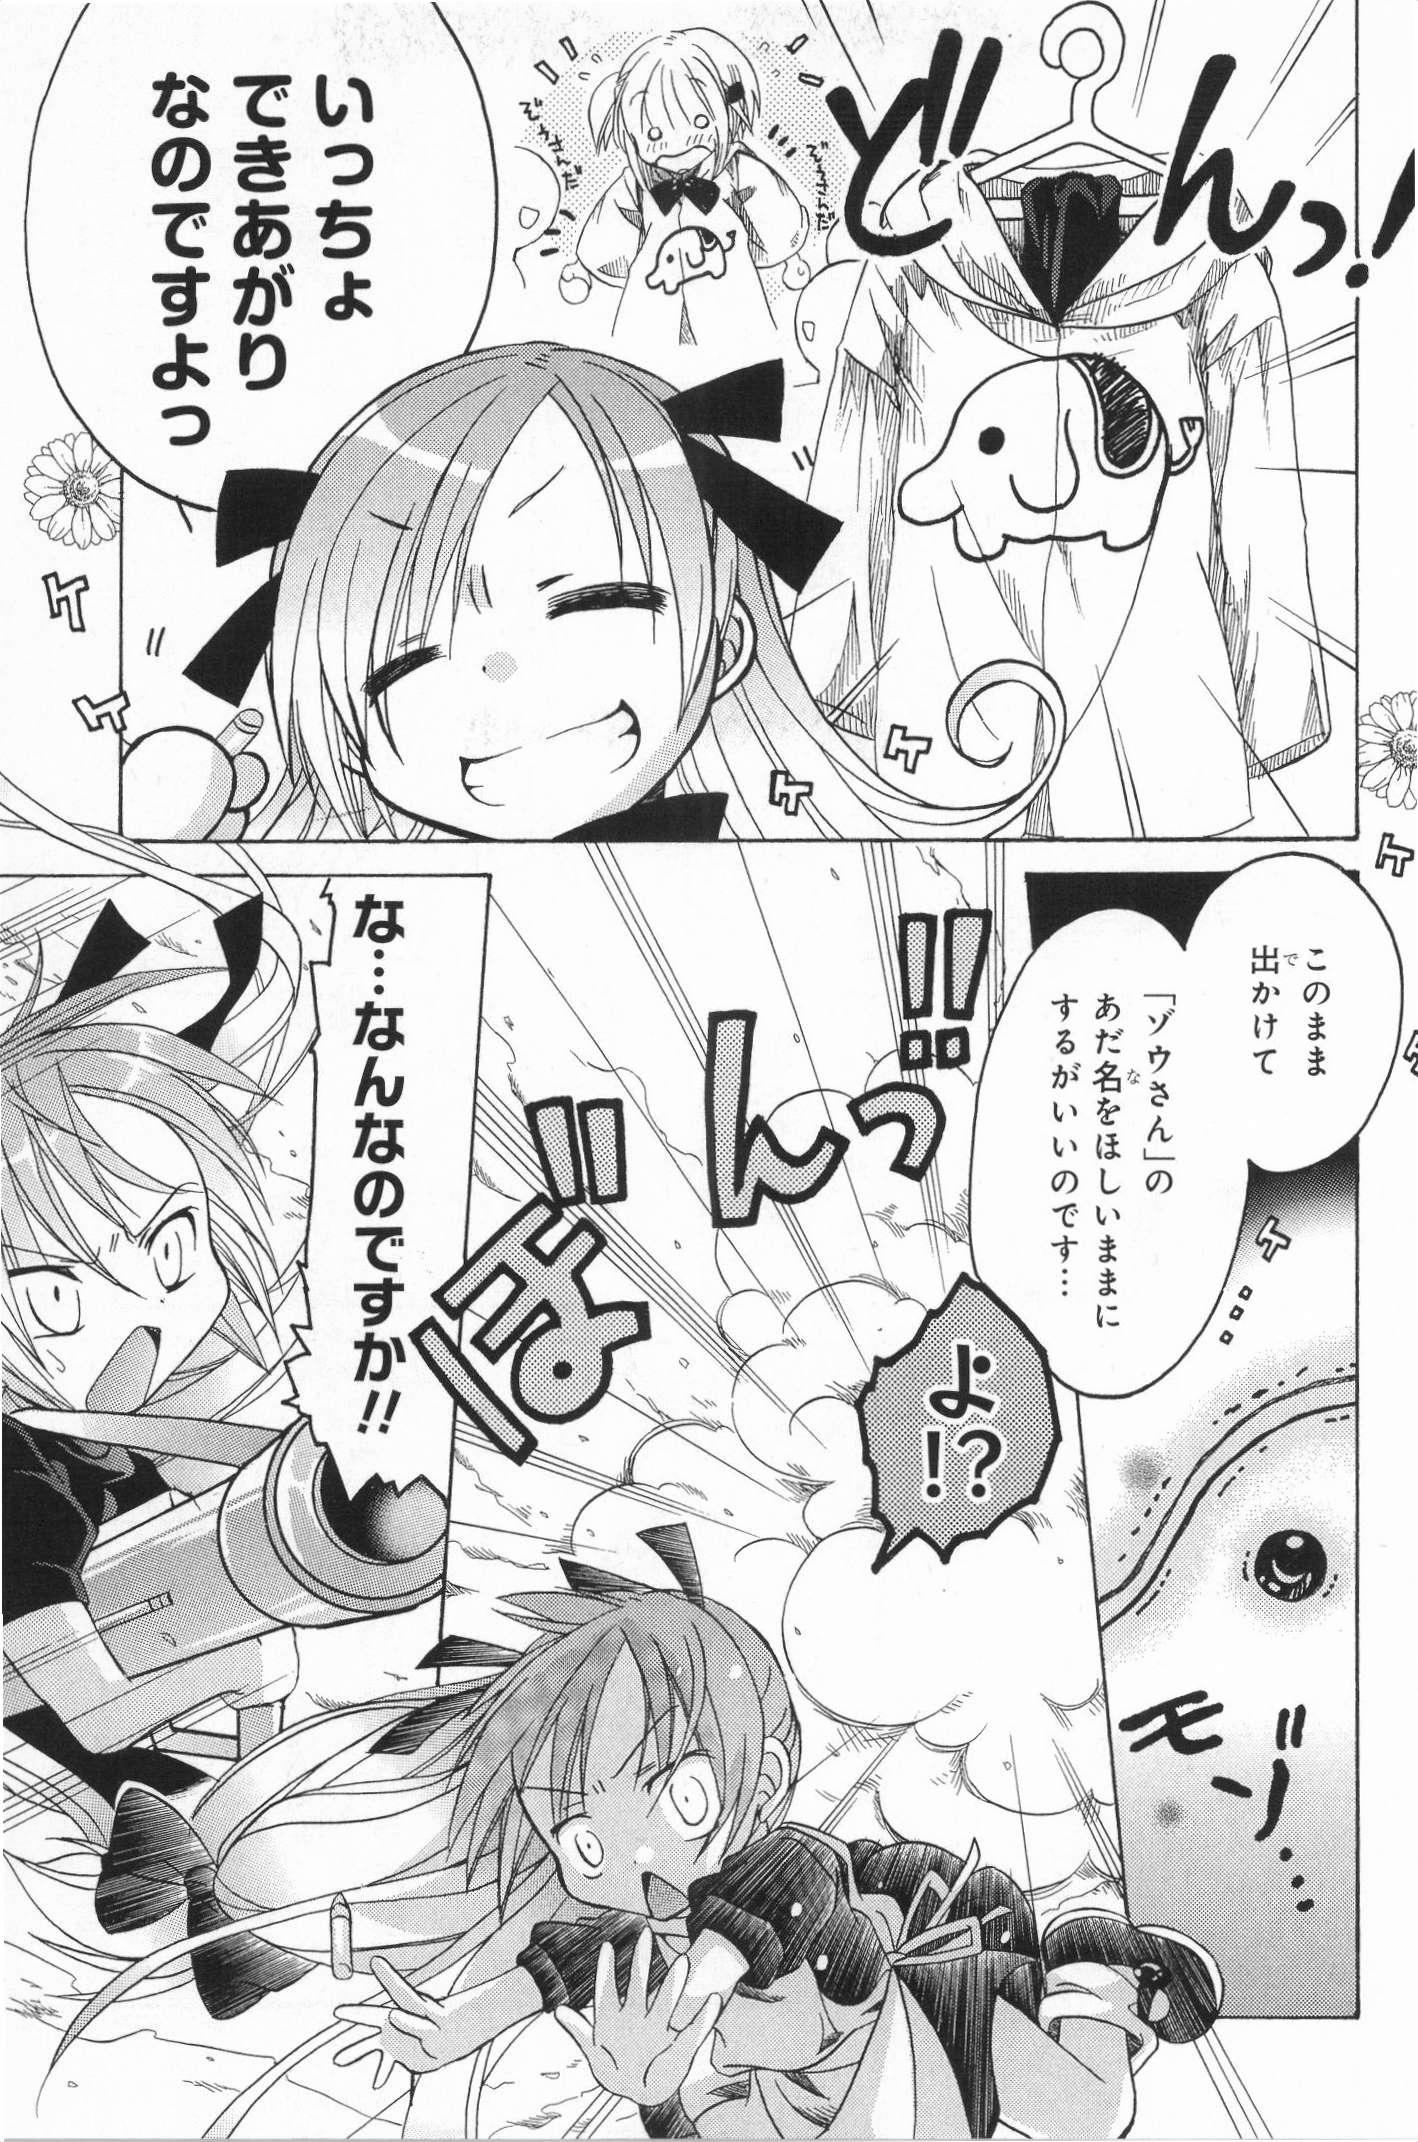 どんっ!
ぞうさんだ
ぞうさんだ
いっちょ
できあがり
なのですよっ
ケ
ケ
ケ
ケ
ケ
このまま
出かけて
「ゾウさん」の
あだ名をほしいままに
するがいいのです…
ケ
…
モソ…
よ!?
ぼんっ!!
な…なんなのですか!!